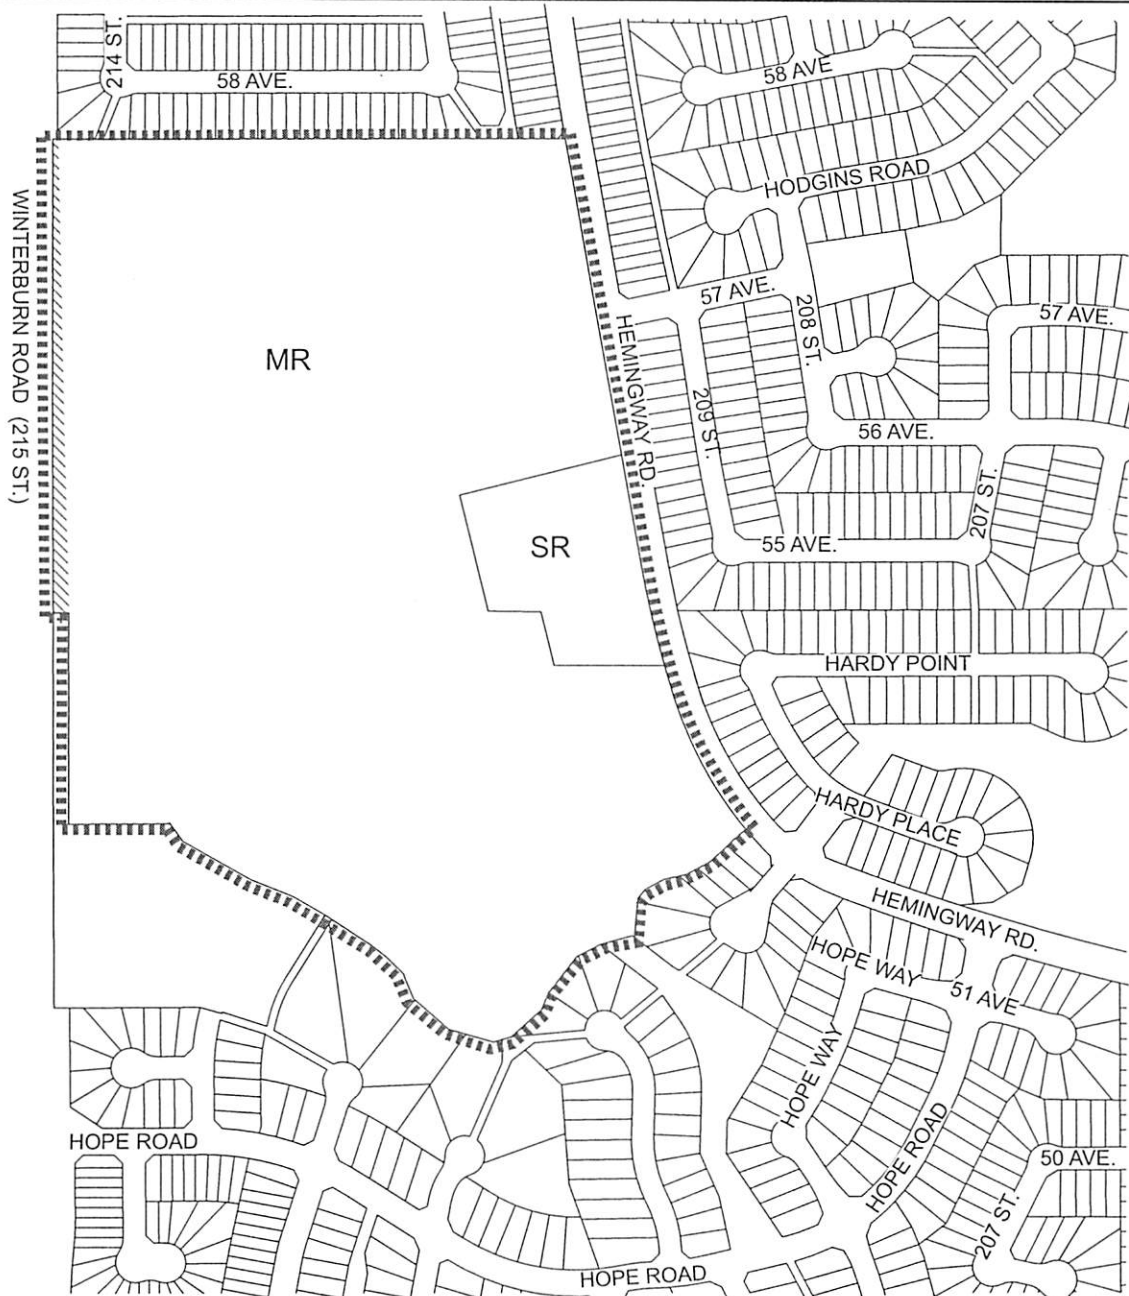 214 ST.
58 AVE.
58 AVE
HODGINS ROAD
WINTERBURN ROAD (215 ST.)
57 AVE.
208 ST.
57 AVE.
HEMINGWAY RD.
MR
209 ST.
56 AVE.
207 ST.
SR
55 AVE.
HARDY POINT
HARDY PLACE
HEMINGWAY RD.
HOPE WAY
51 AVE
HOPE WAY
HOPE ROAD
HOPE ROAD
50 AVE.
207 ST.
HOPE ROAD